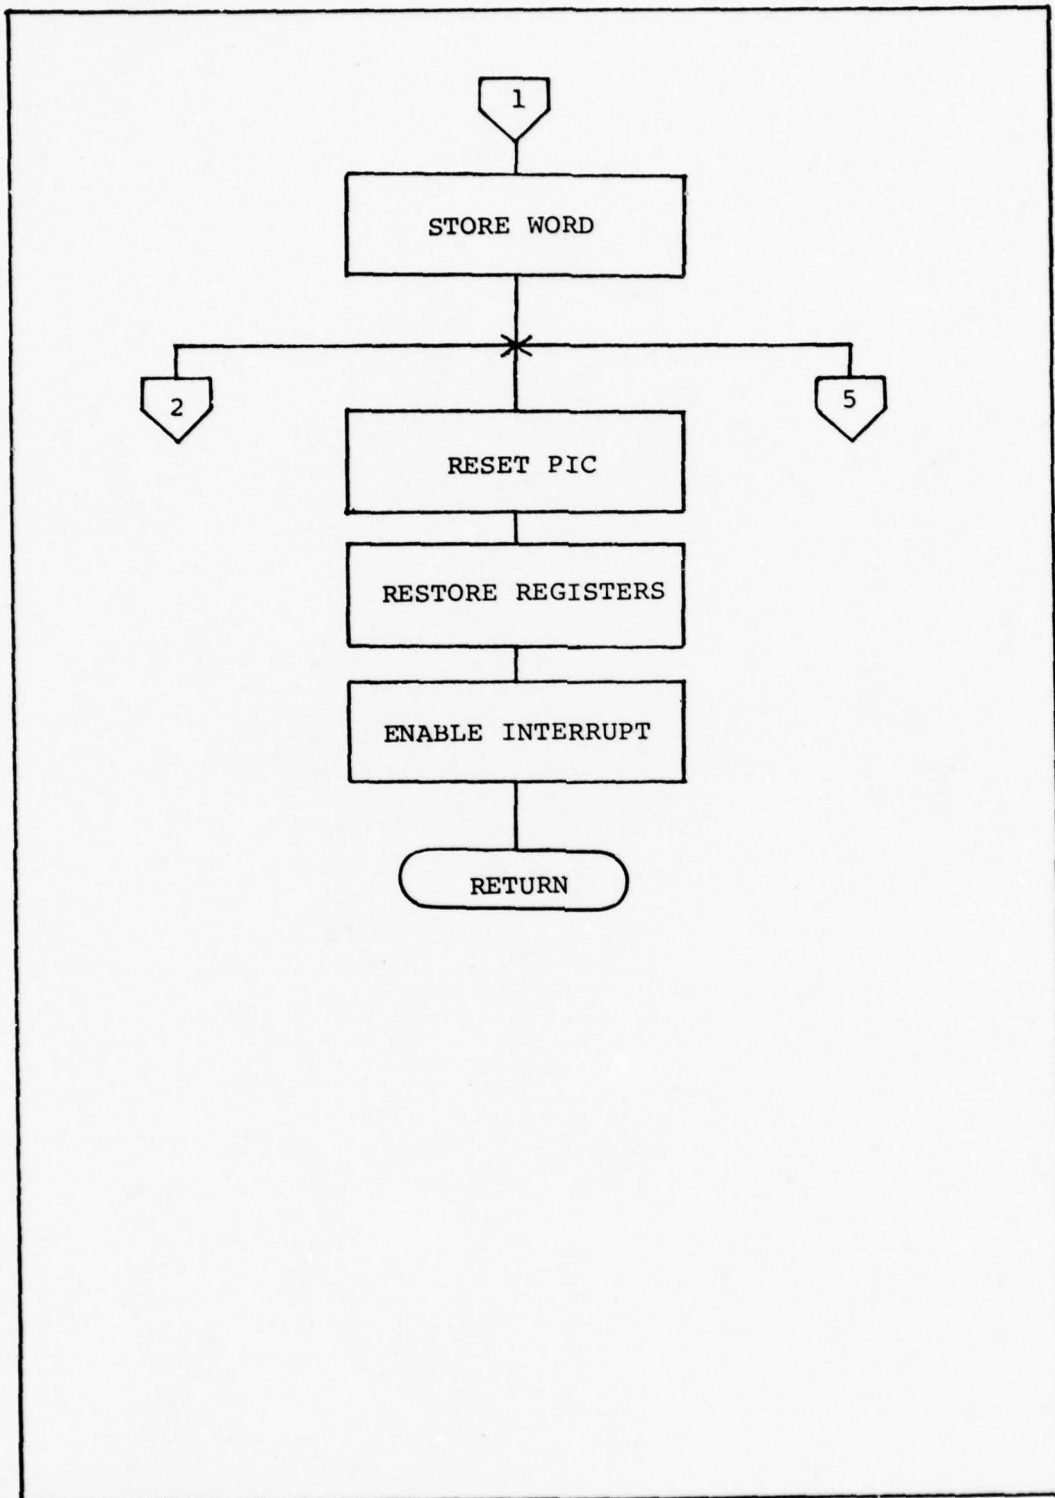 1
STORE WORD
2
5
RESET PIC
RESTORE REGISTERS
ENABLE INTERRUPT
RETURN